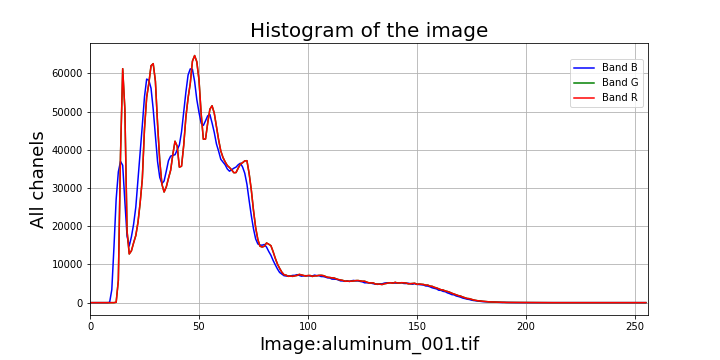 Histogram of the image
Band B
Band G
Band R
All chanels
60000
50000
40000
30000
20000
10000
0
0 50 100 150 200 250
Image:aluminum_001.tif